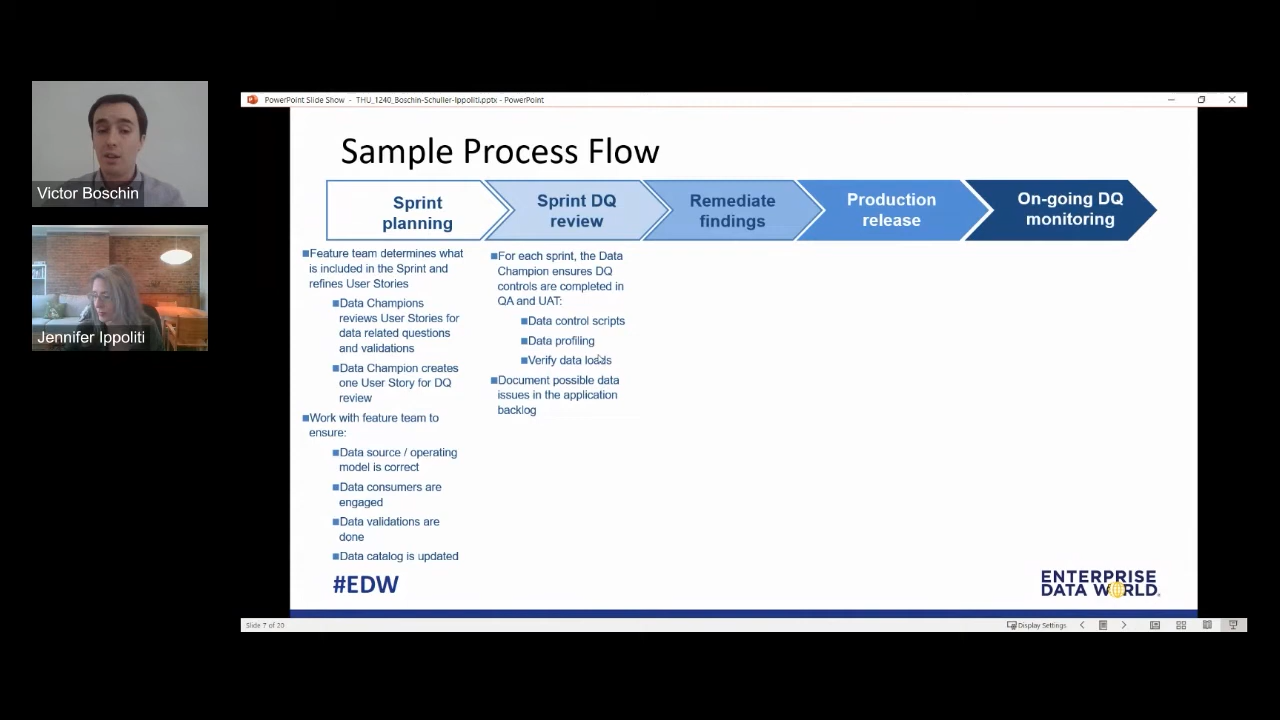 Victor Boschin
Jennifer Ippoliti
PowerPoint Slide Show - THU_1240_Boschin-Schuller-Ippoliti.pptx - PowerPoint
Sample Process Flow
Sprint
planning
Sprint DQ
review
Remediate
findings
Production
release
On-going DQ
monitoring
Feature team determines what
is included in the Sprint and
refines User Stories
Data Champions
reviews User Stories for
data related questions
and validations
Data Champion creates
one User Story for DQ
review
Work with feature team to
ensure:
Data source / operating
model is correct
Data consumers are
engaged
Data validations are
done
Data catalog is updated
For each sprint, the Data
Champion ensures DQ
controls are completed in
QA and UAT:
Data control scripts
Data profiling
Verify data loads
Document possible data
issues in the application
backlog
#EDW
ENTERPRISE
DATA WORLD
Slide 7 of 20
Display Settings